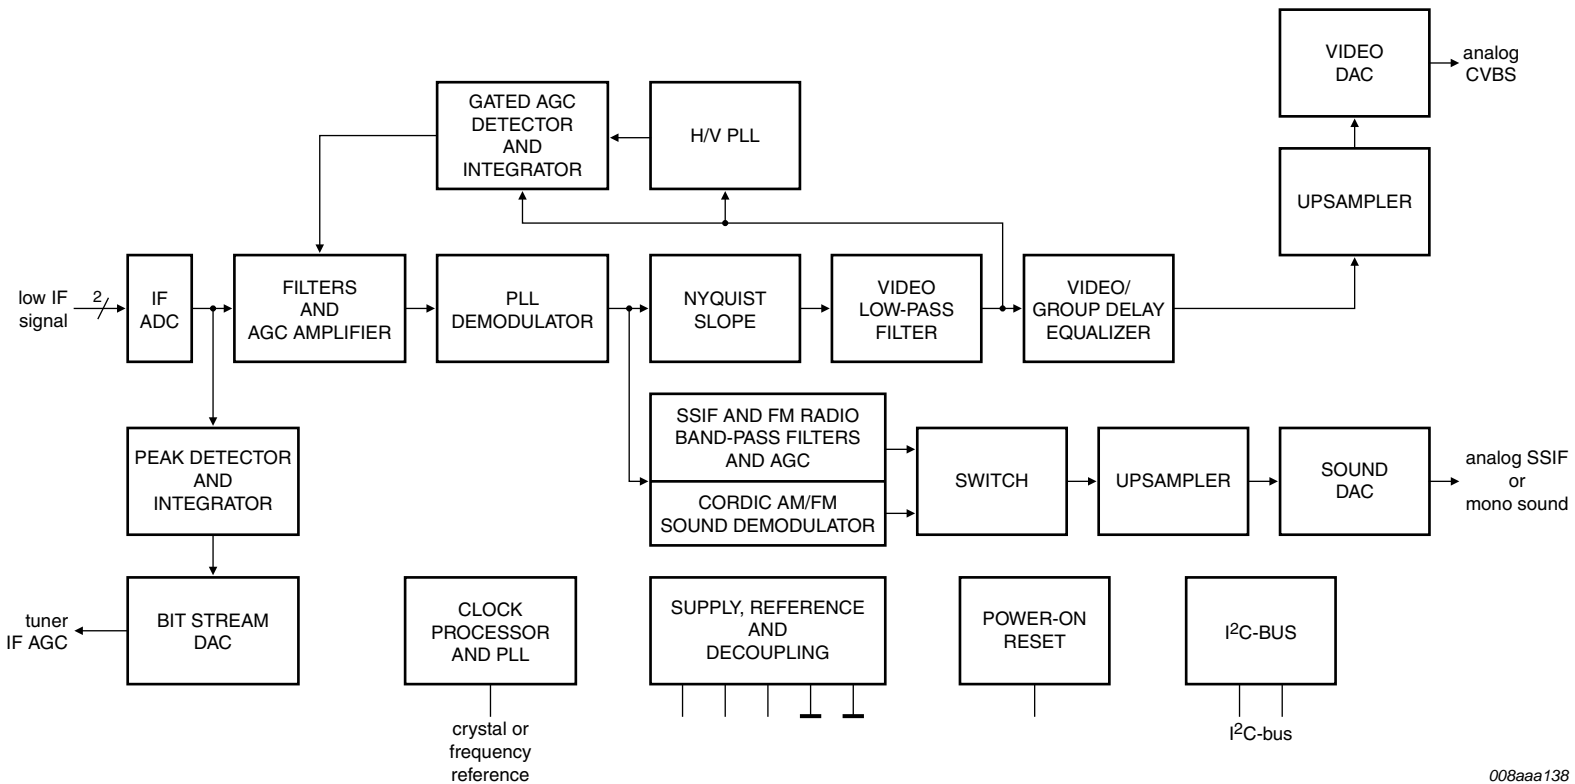 VIDEO
DAC
analog
CVBS
GATED AGC
DETECTOR
AND
INTEGRATOR
H/V PLL
UPSAMPLER
low IF
signal
2
IF
ADC
FILTERS
AND
AGC AMPLIFIER
PLL
DEMODULATOR
NYQUIST
SLOPE
VIDEO
LOW-PASS
FILTER
VIDEO/
GROUP DELAY
EQUALIZER
PEAK DETECTOR
AND
INTEGRATOR
SSIF AND FM RADIO
BAND-PASS FILTERS
AND AGC
CORDIC AM/FM
SOUND DEMODULATOR
SWITCH
UPSAMPLER
SOUND
DAC
analog SSIF
or
mono sound
tuner
IF AGC
BIT STREAM
DAC
CLOCK
PROCESSOR
AND PLL
SUPPLY, REFERENCE
AND
DECOUPLING
POWER-ON
RESET
I²C-BUS
crystal or
frequency
reference
I²C-bus
008aaa138